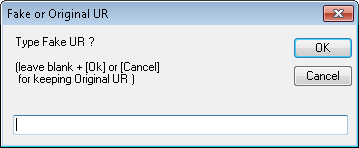 Fake or Original UR
Type Fake UR ?
OK
(leave blank + [Ok] or [Cancel]
for keeping Original UR )
Cancel